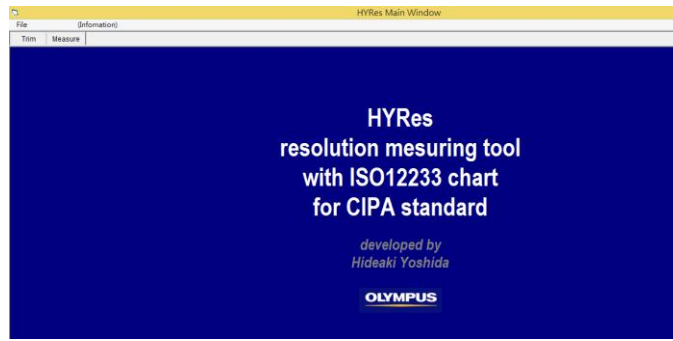 HYRes Main Window
File (Infomation)
Trim Measure
HYRes
resolution mesuring tool
with ISO12233 chart
for CIPA standard
developed by
Hideaki Yoshida
OLYMPUS